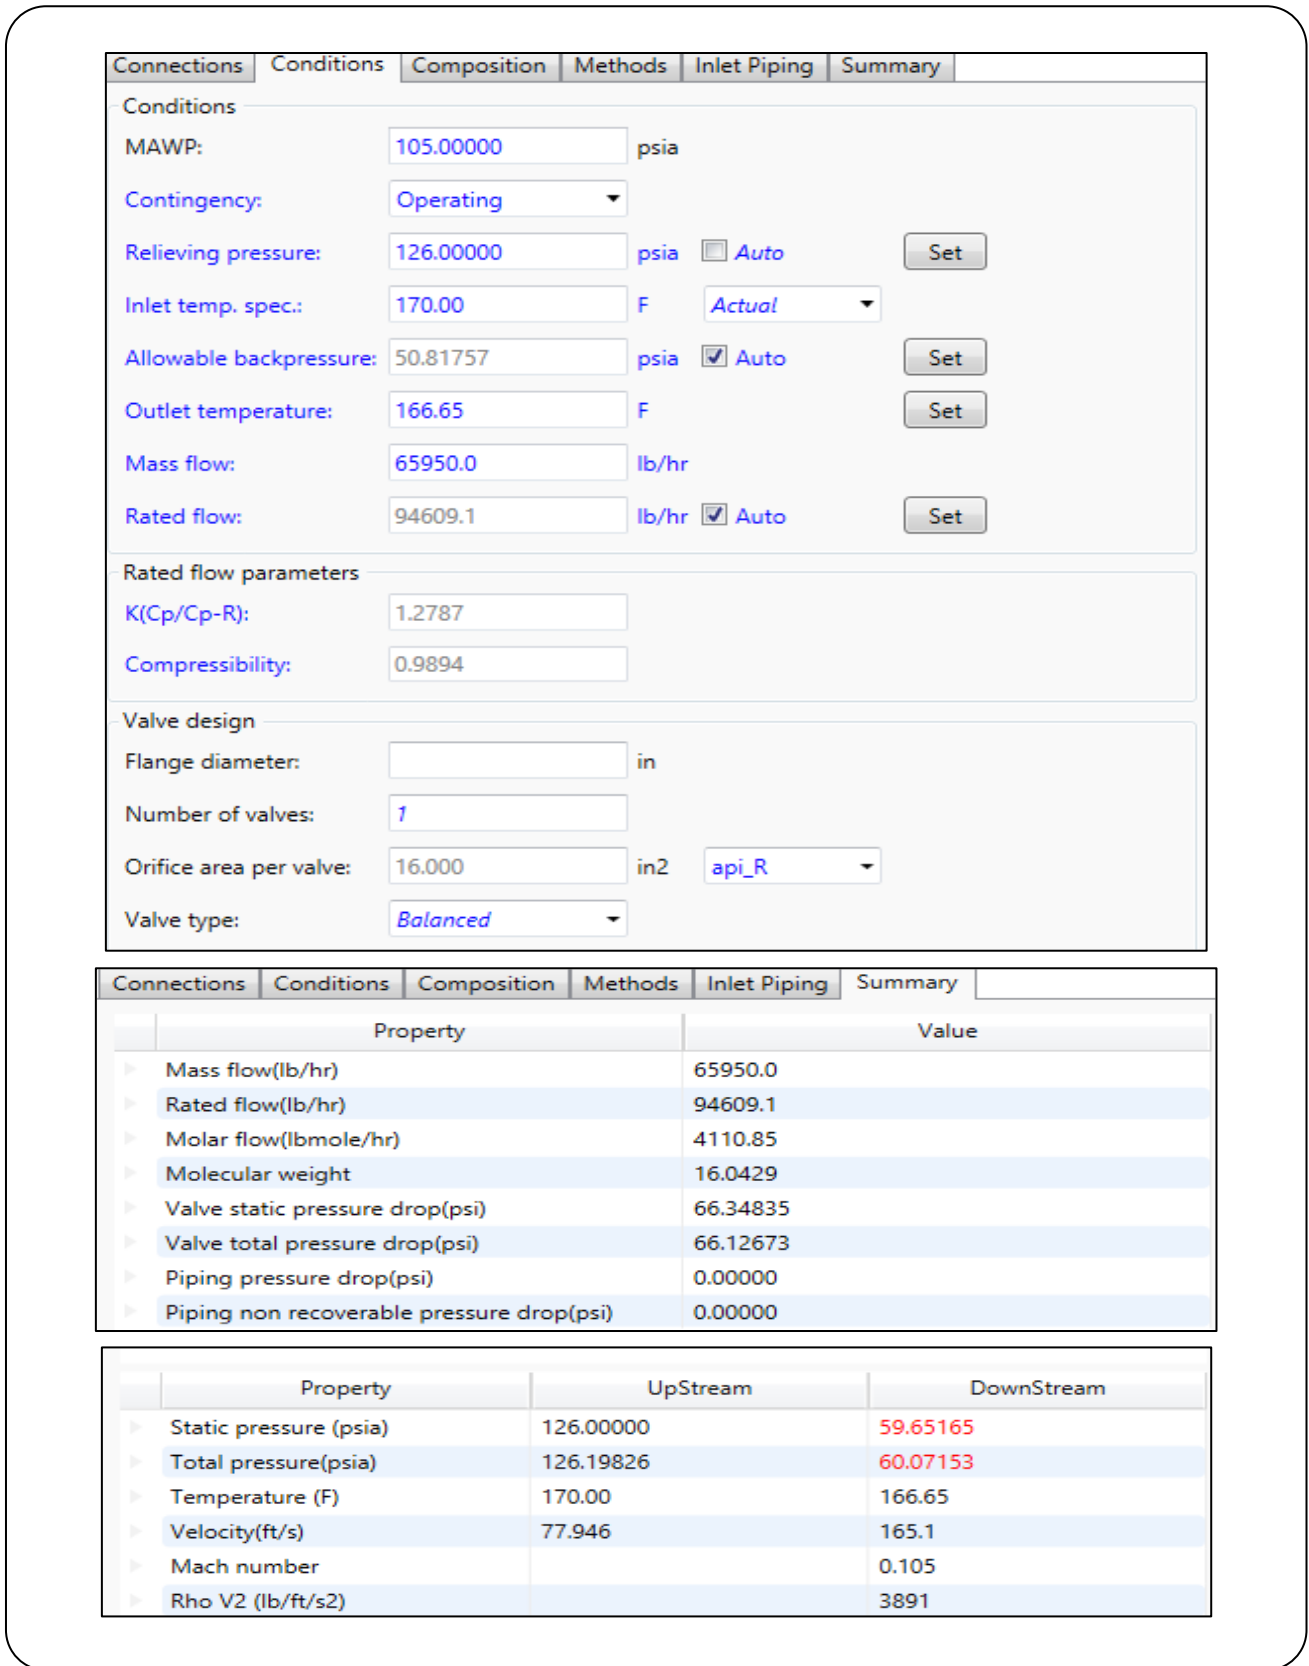 Connections Conditions Composition Methods Inlet Piping Summary
Conditions
MAWP: 105.00000 psia
Contingency: Operating
Relieving pressure: 126.00000 psia Auto Set
Inlet temp. spec.: 170.00 F Actual
Allowable backpressure: 50.81757 psia Auto Set
Outlet temperature: 166.65 F Set
Mass flow: 65950.0 lb/hr
Rated flow: 94609.1 lb/hr Auto Set
Rated flow parameters
K(Cp/Cp-R): 1.2787
Compressibility: 0.9894
Valve design
Flange diameter: in
Number of valves: 1
Orifice area per valve: 16.000 in2 api_R
Valve type: Balanced
Connections Conditions Composition Methods Inlet Piping Summary
Property Value
Mass flow(lb/hr) 65950.0
Rated flow(lb/hr) 94609.1
Molar flow(lbmole/hr) 4110.85
Molecular weight 16.0429
Valve static pressure drop(psi) 66.34835
Valve total pressure drop(psi) 66.12673
Piping pressure drop(psi) 0.00000
Piping non recoverable pressure drop(psi) 0.00000
Property UpStream DownStream
Static pressure (psia) 126.00000 59.65165
Total pressure(psia) 126.19826 60.07153
Temperature (F) 170.00 166.65
Velocity(ft/s) 77.946 165.1
Mach number 0.105
Rho V2 (lb/ft/s2) 3891